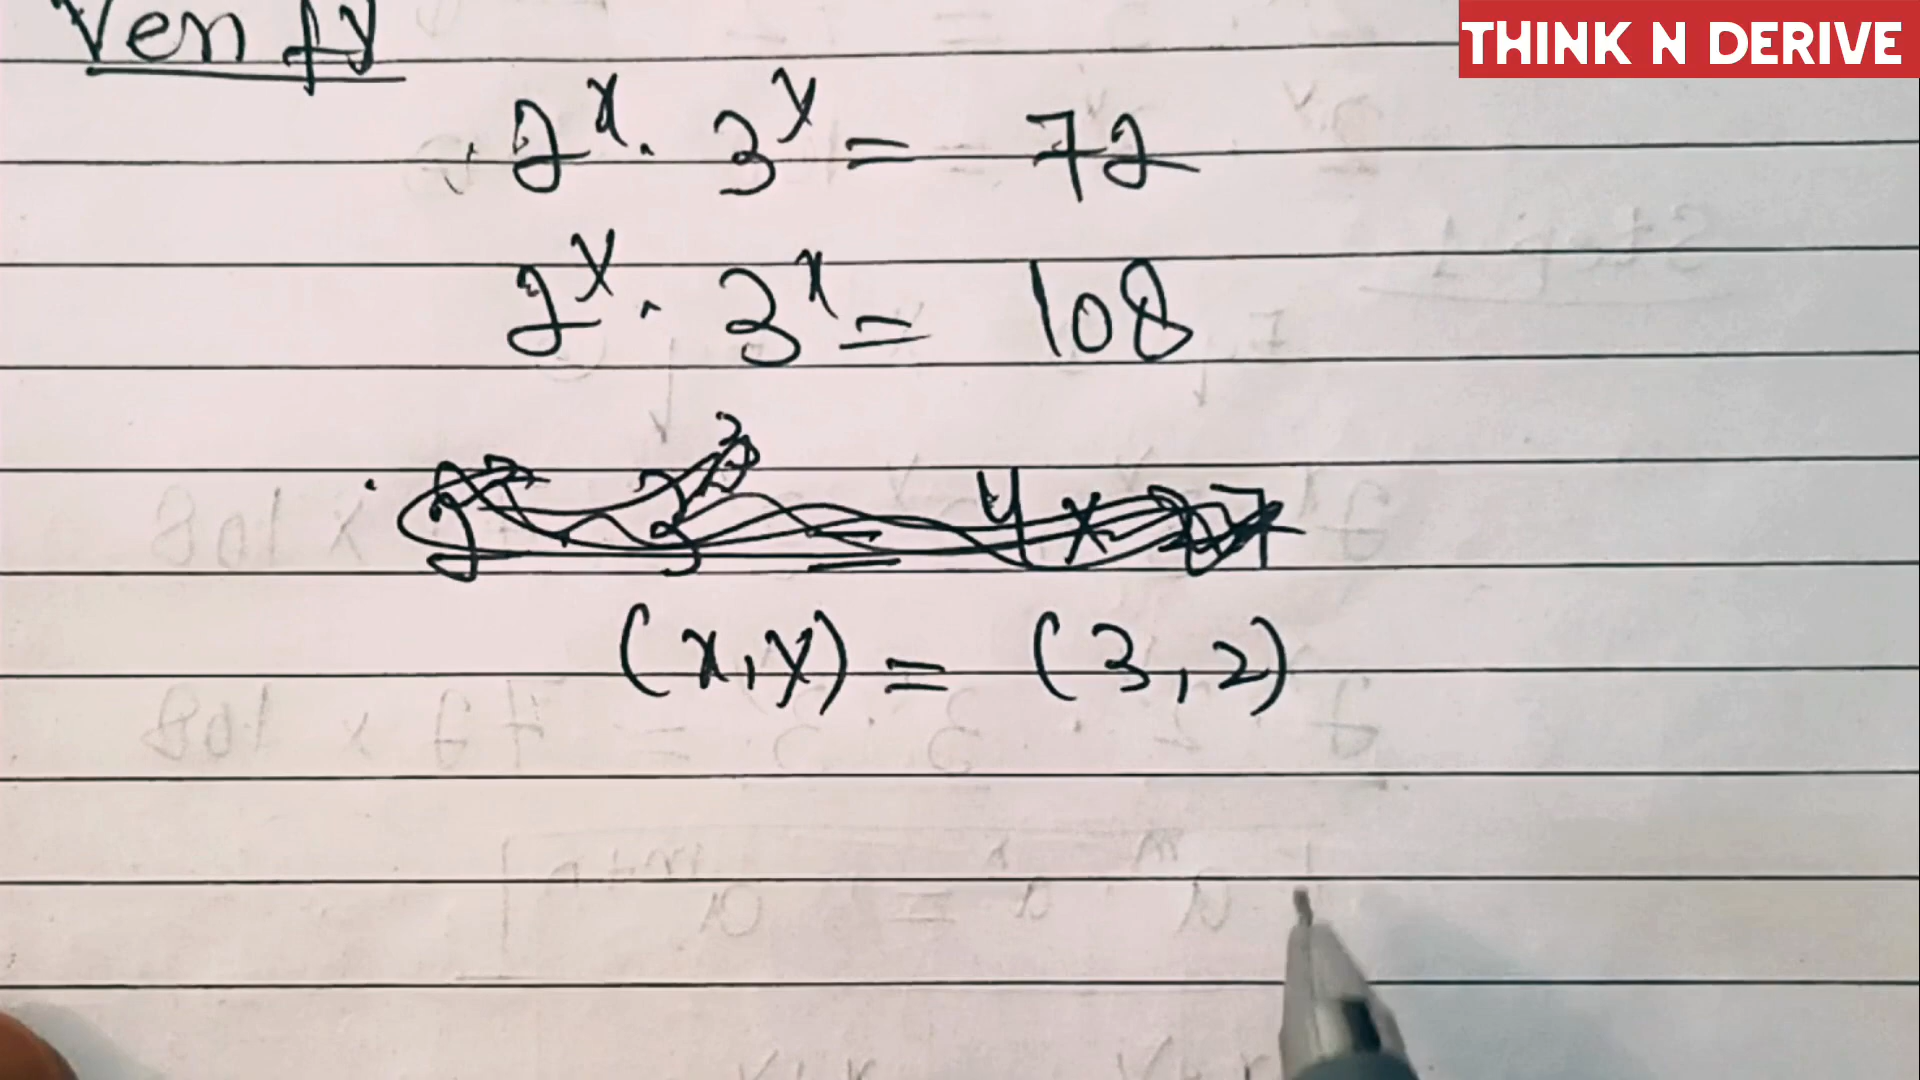 THINK N DERIVE
Verify
2^x . 3^y = 72
2^y . 3^x = 108
(x,y) = (3,2)